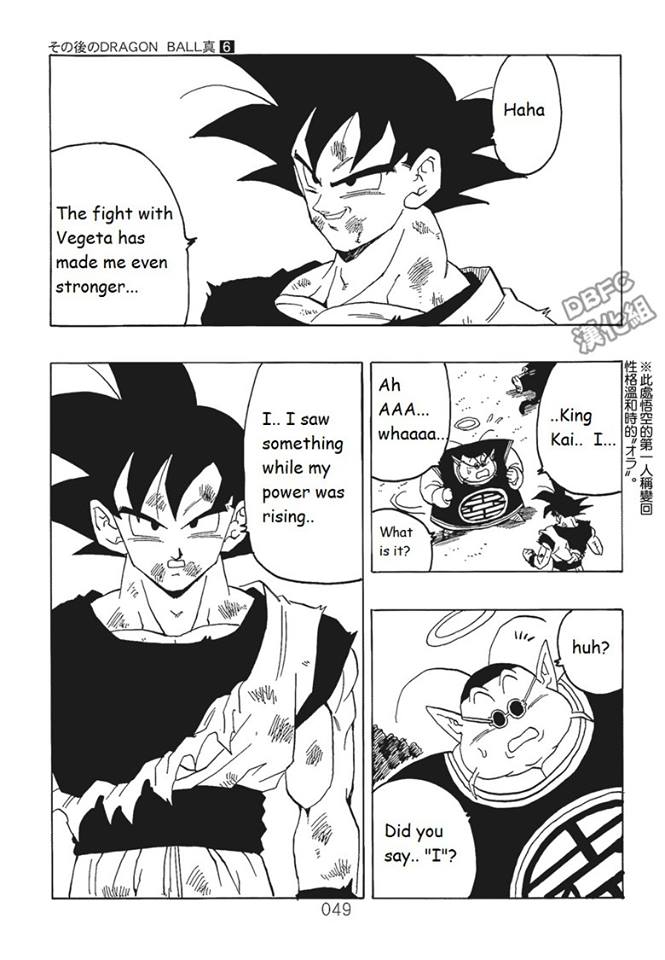 その後のDRAGON BALL真 6
Haha
The fight with
Vegeta has
made me even
stronger...
DBFC
漢化組
..King
Kai.. I...
Ah
AAA...
whaaaa...
What
is it?
※此處悟空的第一人稱變回
性格溫和時的"オラ"。
huh?
Did you
say.. "I"?
I.. I saw
something
while my
power was
rising..
049